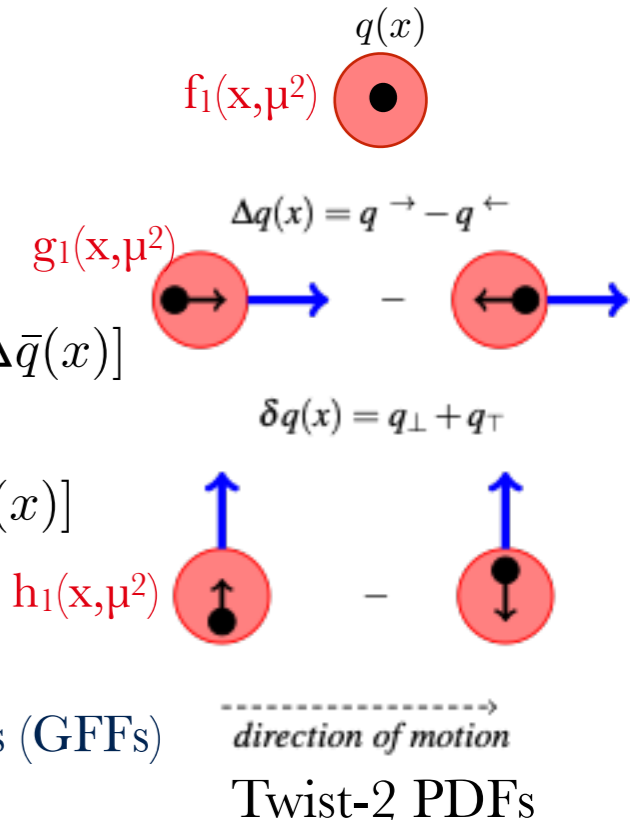 q(x)
f₁(x,μ²)
Δq(x) = q → − q ←
g₁(x,μ²)
−
Δq̄(x)]
δq(x) = q⊥ + q⊤
(x)]
h₁(x,μ²)
−
s (GFFs)
direction of motion
Twist-2 PDFs